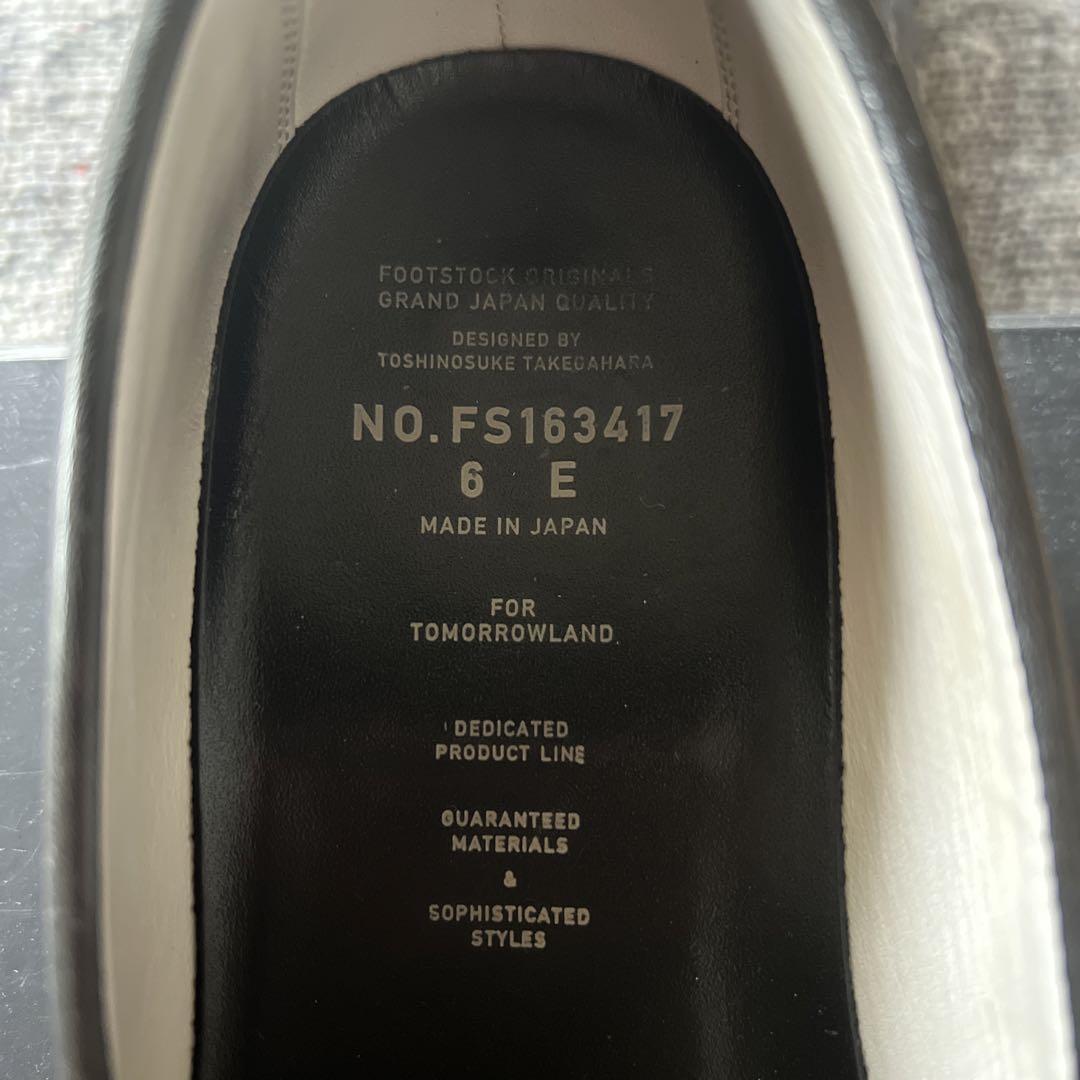 FOOTSTOCK ORIGINALS
GRAND JAPAN QUALITY
DESIGNED BY
TOSHINOSUKE TAKEGAHARA
NO. FS163417
6 E
MADE IN JAPAN
FOR
TOMORROWLAND
DEDICATED
PRODUCT LINE
GUARANTEED
MATERIALS
&
SOPHISTICATED
STYLES